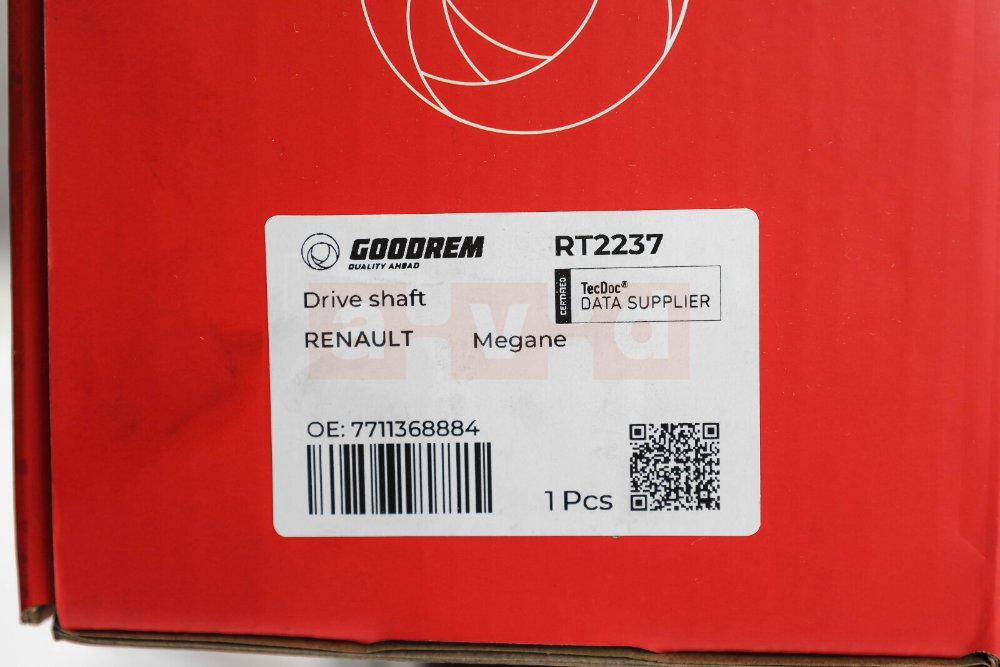 GOODREM
QUALITY AHEAD
RT2237
CERTIFIED
TecDoc®
DATA SUPPLIER
Drive shaft
RENAULT Megane
a v d
OE: 7711368884
1 Pcs